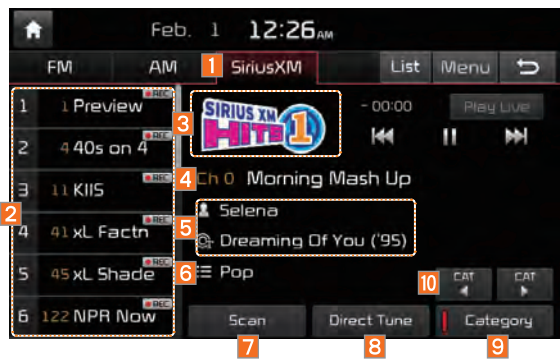 Feb. 1 12:26 AM
FM AM 1 SiriusXM List Menu
1 1 Preview REC
2 4 40s on 4 REC
3 11 KIIS REC
4 41 xL Factn REC
5 45 xL Shade REC
6 122 NPR Now REC
2
3 SIRIUS XM HITS 1
- 00:00 Play Live
4 Ch 0 Morning Mash Up
5 Selena
Dreaming Of You ('95)
6 Pop
10 CAT CAT
Scan Direct Tune Category
7 8 9